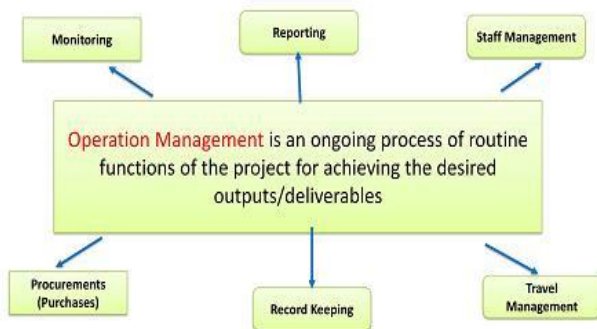 Monitoring
Reporting
Staff Management
Operation Management is an ongoing process of routine
functions of the project for achieving the desired
outputs/deliverables
Procurements
(Purchases)
Record Keeping
Travel
Management